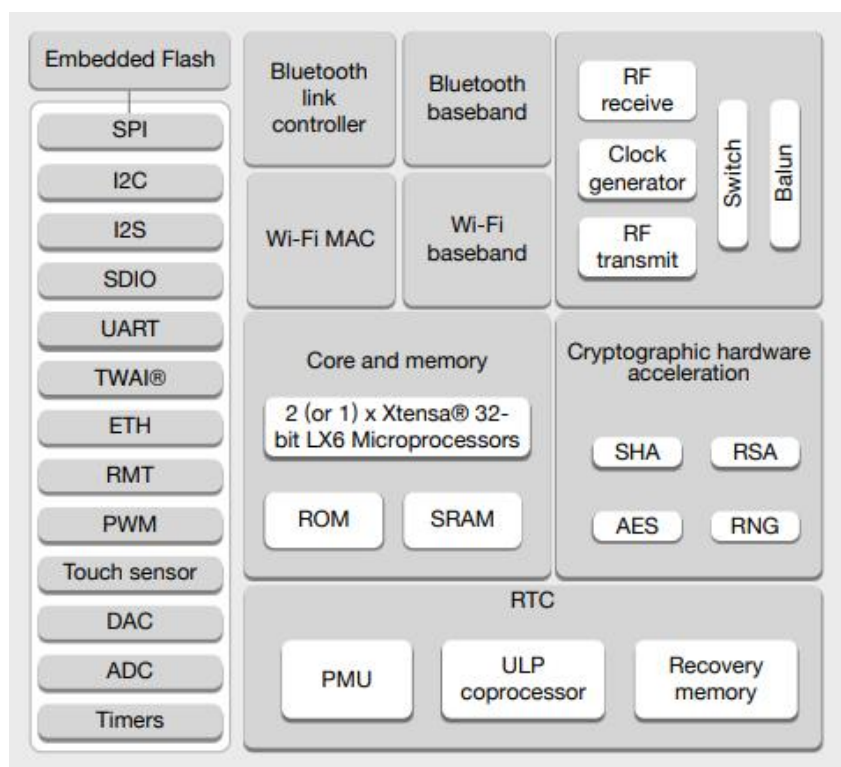 Embedded Flash
SPI
I2C
I2S
SDIO
UART
TWAI®
ETH
RMT
PWM
Touch sensor
DAC
ADC
Timers
Bluetooth
link
controller
Bluetooth
baseband
Wi-Fi MAC
Wi-Fi
baseband
RF
receive
Clock
generator
RF
transmit
Switch
Balun
Core and memory
2 (or 1) x Xtensa® 32-
bit LX6 Microprocessors
ROM
SRAM
Cryptographic hardware
acceleration
SHA
RSA
AES
RNG
RTC
PMU
ULP
coprocessor
Recovery
memory